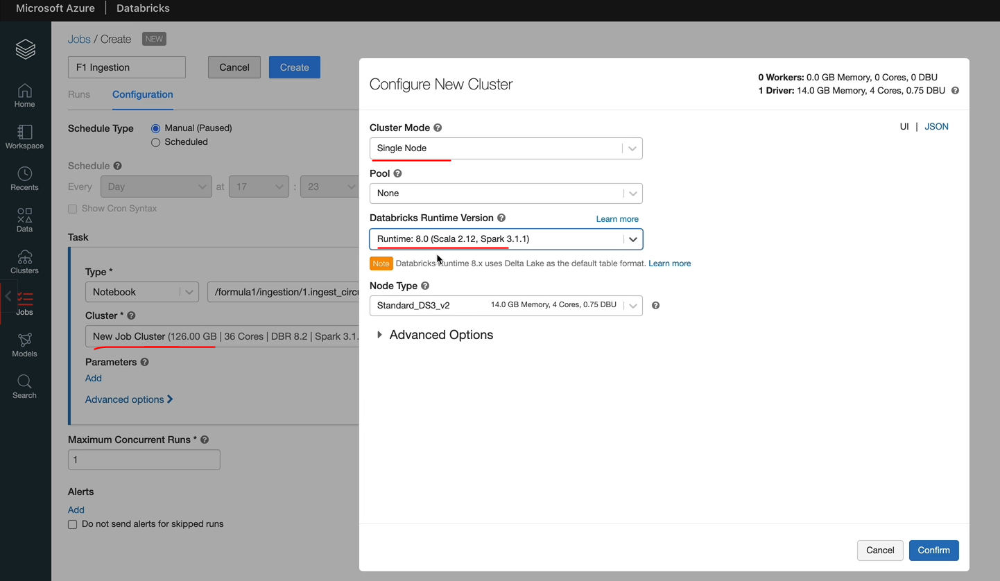 Microsoft Azure | Databricks
Home
Workspace
Recents
Data
Clusters
Jobs
Models
Search
Jobs / Create NEW
F1 Ingestion Cancel Create
Runs Configuration
Schedule Type Manual (Paused)
Scheduled
Schedule
Every Day at 17 : 23
Show Cron Syntax
Task
Type *
Notebook /formula1/ingestion/1.ingest_circu
Cluster *
New Job Cluster (126.00 GB | 36 Cores | DBR 8.2 | Spark 3.1.
Parameters
Add
Advanced options
Maximum Concurrent Runs *
1
Alerts
Add
Do not send alerts for skipped runs
Configure New Cluster
0 Workers: 0.0 GB Memory, 0 Cores, 0 DBU
1 Driver: 14.0 GB Memory, 4 Cores, 0.75 DBU
UI | JSON
Cluster Mode
Single Node
Pool
None
Databricks Runtime Version Learn more
Runtime: 8.0 (Scala 2.12, Spark 3.1.1)
Note Databricks Runtime 8.x uses Delta Lake as the default table format. Learn more
Node Type
Standard_DS3_v2 14.0 GB Memory, 4 Cores, 0.75 DBU
Advanced Options
Cancel Confirm